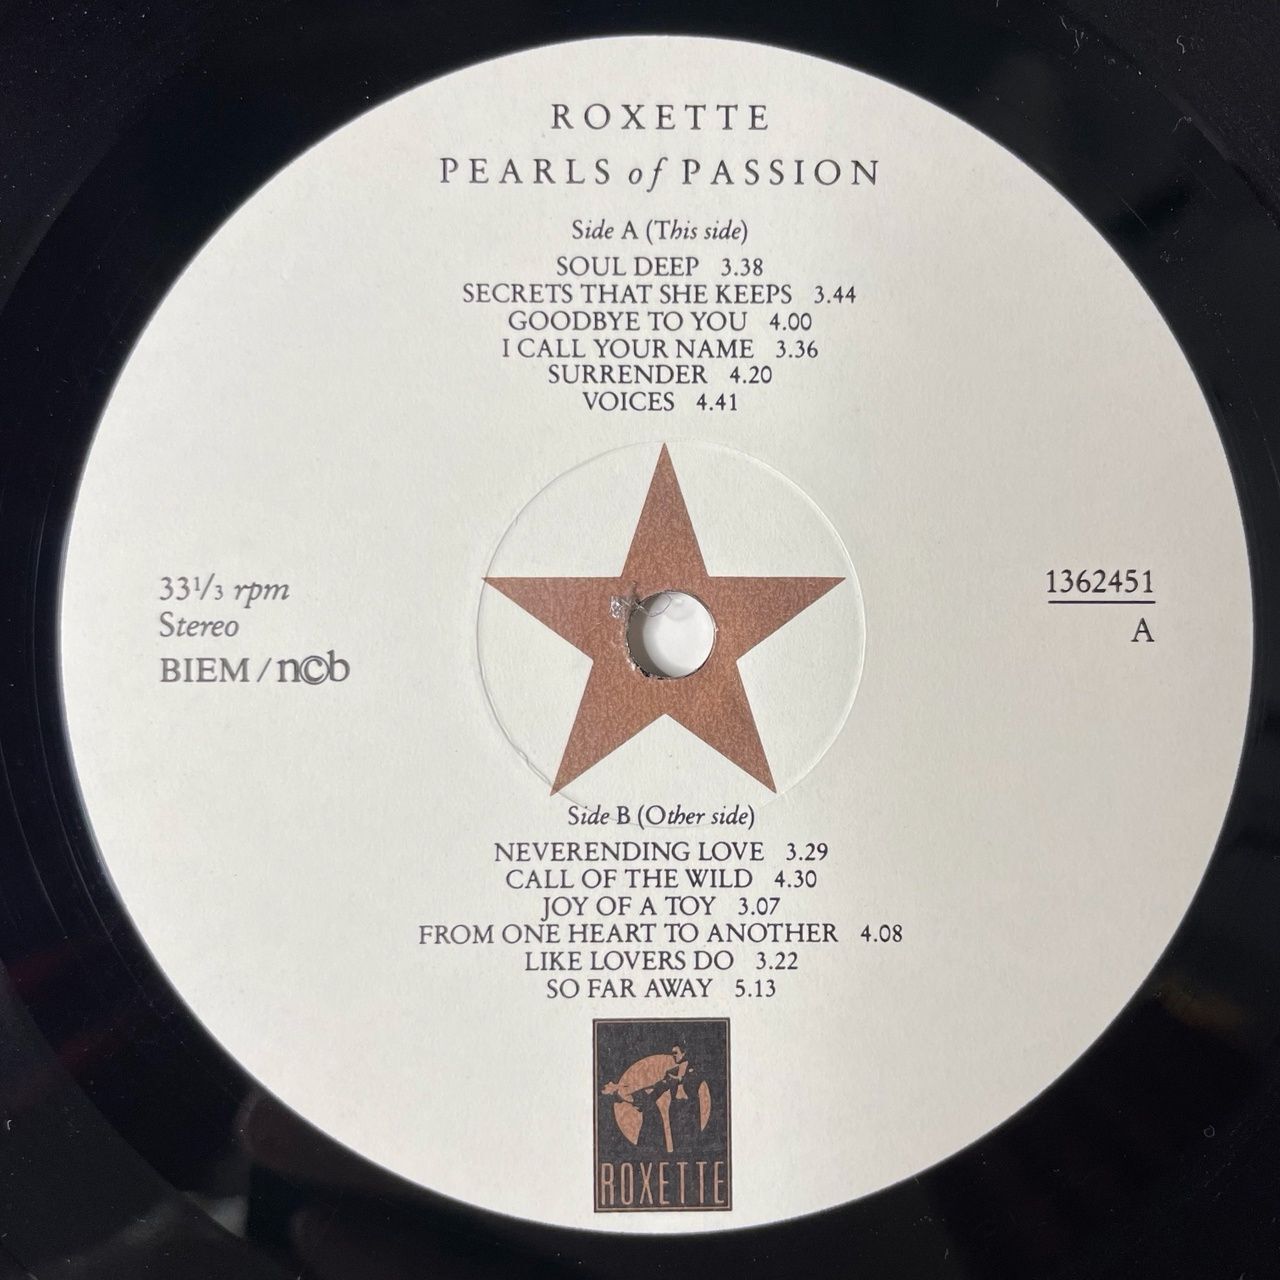 ROXETTE
PEARLS of PASSION
Side A (This side)
SOUL DEEP 3.38
SECRETS THAT SHE KEEPS 3.44
GOODBYE TO YOU 4.00
I CALL YOUR NAME 3.36
SURRENDER 4.20
VOICES 4.41
33 1/3 rpm
Stereo
BIEM / n©b
1362451
A
Side B (Other side)
NEVERENDING LOVE 3.29
CALL OF THE WILD 4.30
JOY OF A TOY 3.07
FROM ONE HEART TO ANOTHER 4.08
LIKE LOVERS DO 3.22
SO FAR AWAY 5.13
ROXETTE